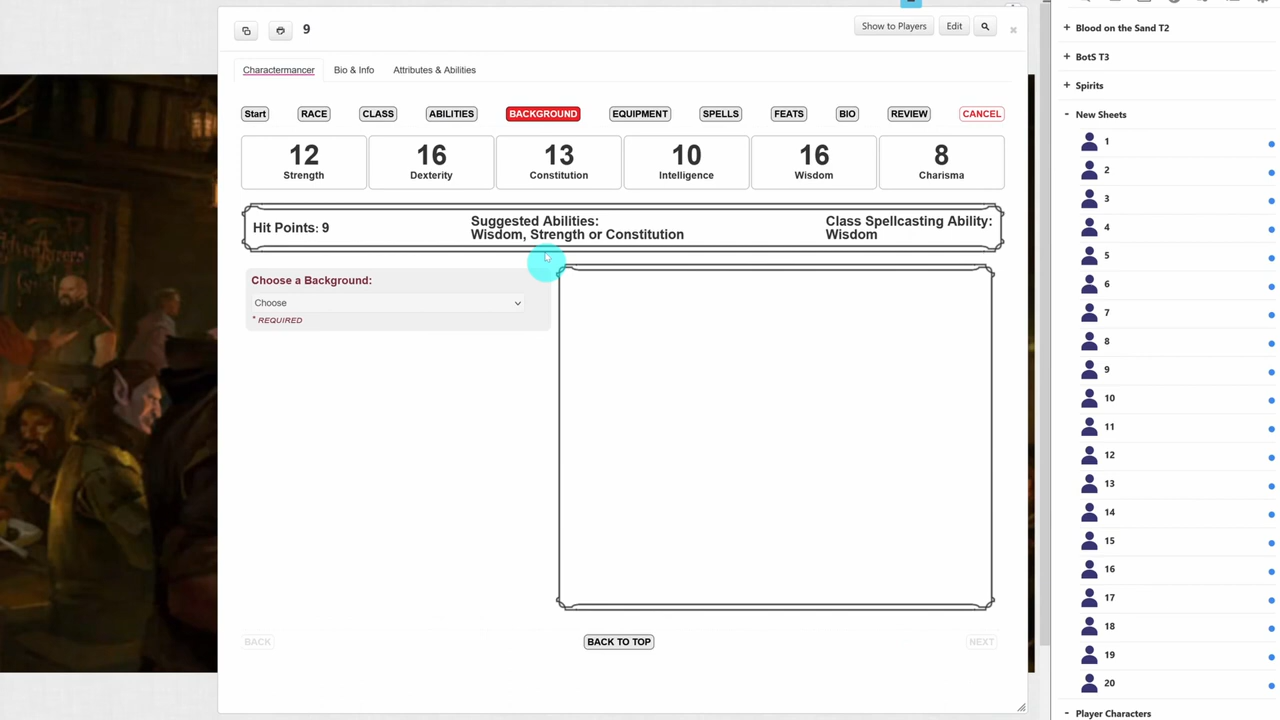 9
Show to Players
Edit
Charactermancer
Bio & Info
Attributes & Abilities
Start
RACE
CLASS
ABILITIES
BACKGROUND
EQUIPMENT
SPELLS
FEATS
BIO
REVIEW
CANCEL
12
Strength
16
Dexterity
13
Constitution
10
Intelligence
16
Wisdom
8
Charisma
Hit Points: 9
Suggested Abilities:
Wisdom, Strength or Constitution
Class Spellcasting Ability:
Wisdom
Choose a Background:
Choose
* REQUIRED
BACK
BACK TO TOP
NEXT
Blood on the Sand T2
BotS T3
Spirits
New Sheets
1
2
3
4
5
6
7
8
9
10
11
12
13
14
15
16
17
18
19
20
Player Characters